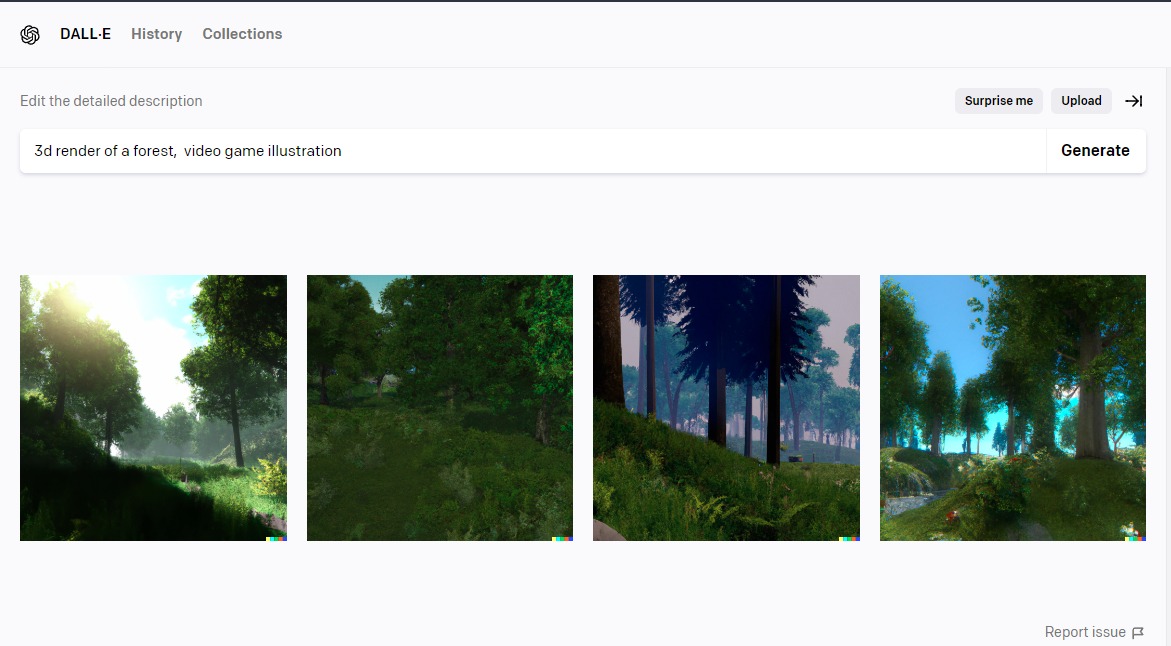 DALL·E History Collections
Edit the detailed description Surprise me Upload
3d render of a forest,  video game illustration Generate
Report issue